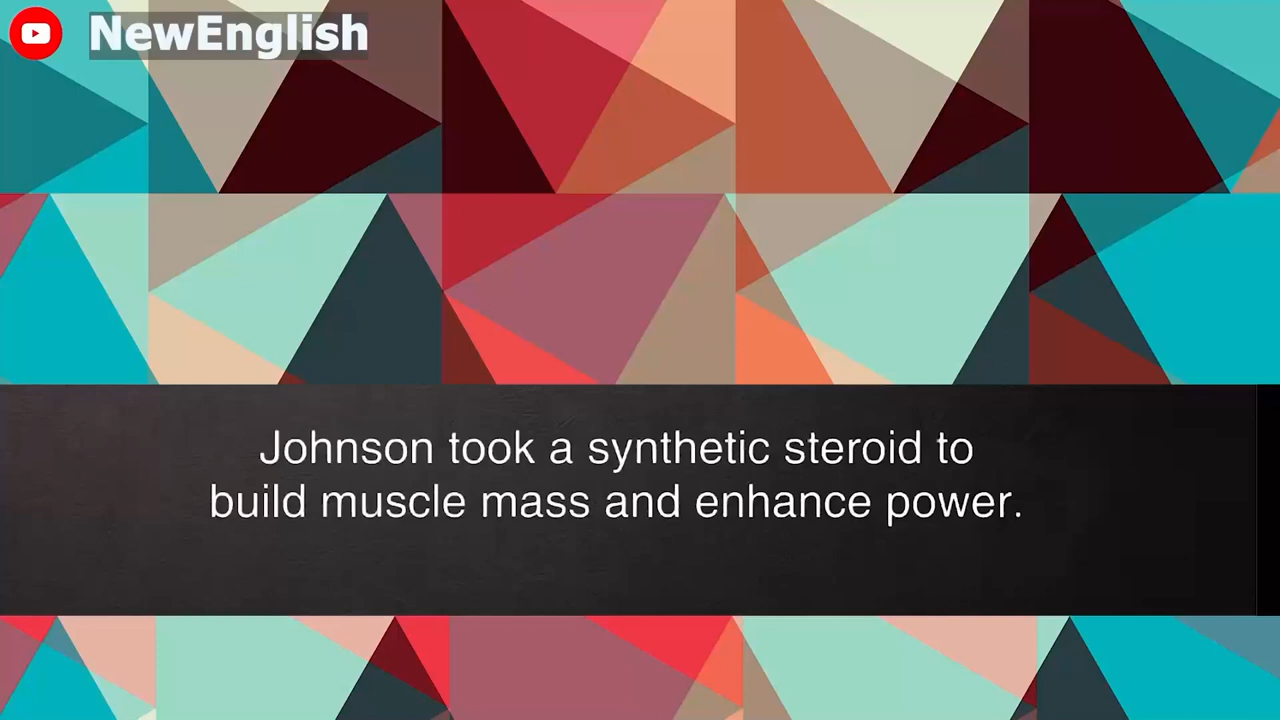 NewEnglish
Johnson took a synthetic steroid to
build muscle mass and enhance power.